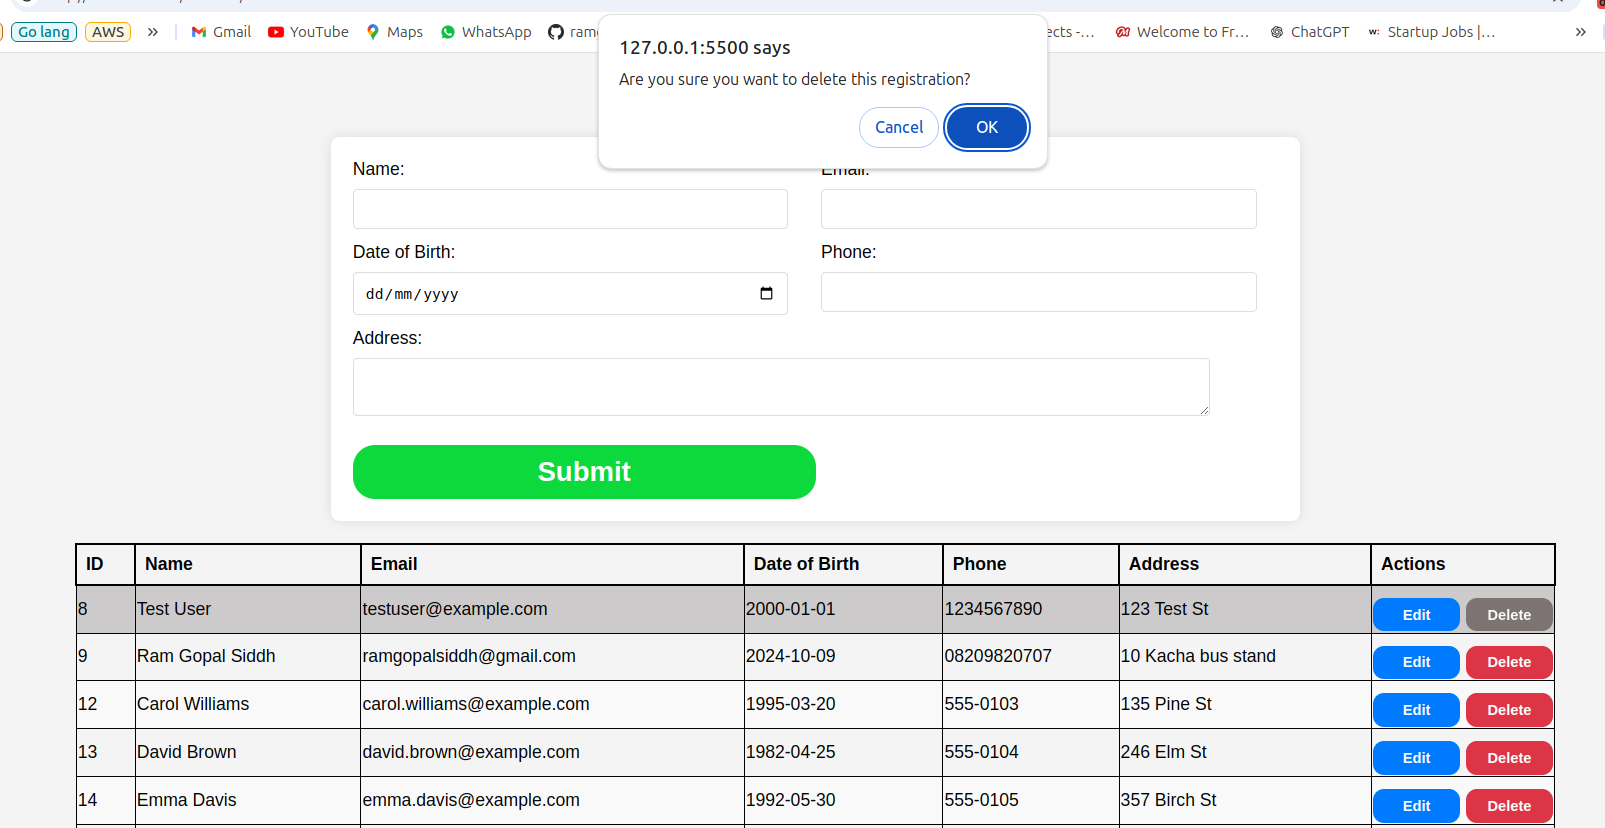 Go lang AWS » Gmail YouTube Maps WhatsApp ects -... Welcome to Fr... ChatGPT w: Startup Jobs |... »
127.0.0.1:5500 says
Are you sure you want to delete this registration?
Cancel OK
Name: Email:
Date of Birth: Phone:
dd/mm/yyyy
Address:
Submit
ID Name Email Date of Birth Phone Address Actions
8 Test User testuser@example.com 2000-01-01 1234567890 123 Test St Edit Delete
9 Ram Gopal Siddh ramgopalsiddh@gmail.com 2024-10-09 08209820707 10 Kacha bus stand Edit Delete
12 Carol Williams carol.williams@example.com 1995-03-20 555-0103 135 Pine St Edit Delete
13 David Brown david.brown@example.com 1982-04-25 555-0104 246 Elm St Edit Delete
14 Emma Davis emma.davis@example.com 1992-05-30 555-0105 357 Birch St Edit Delete